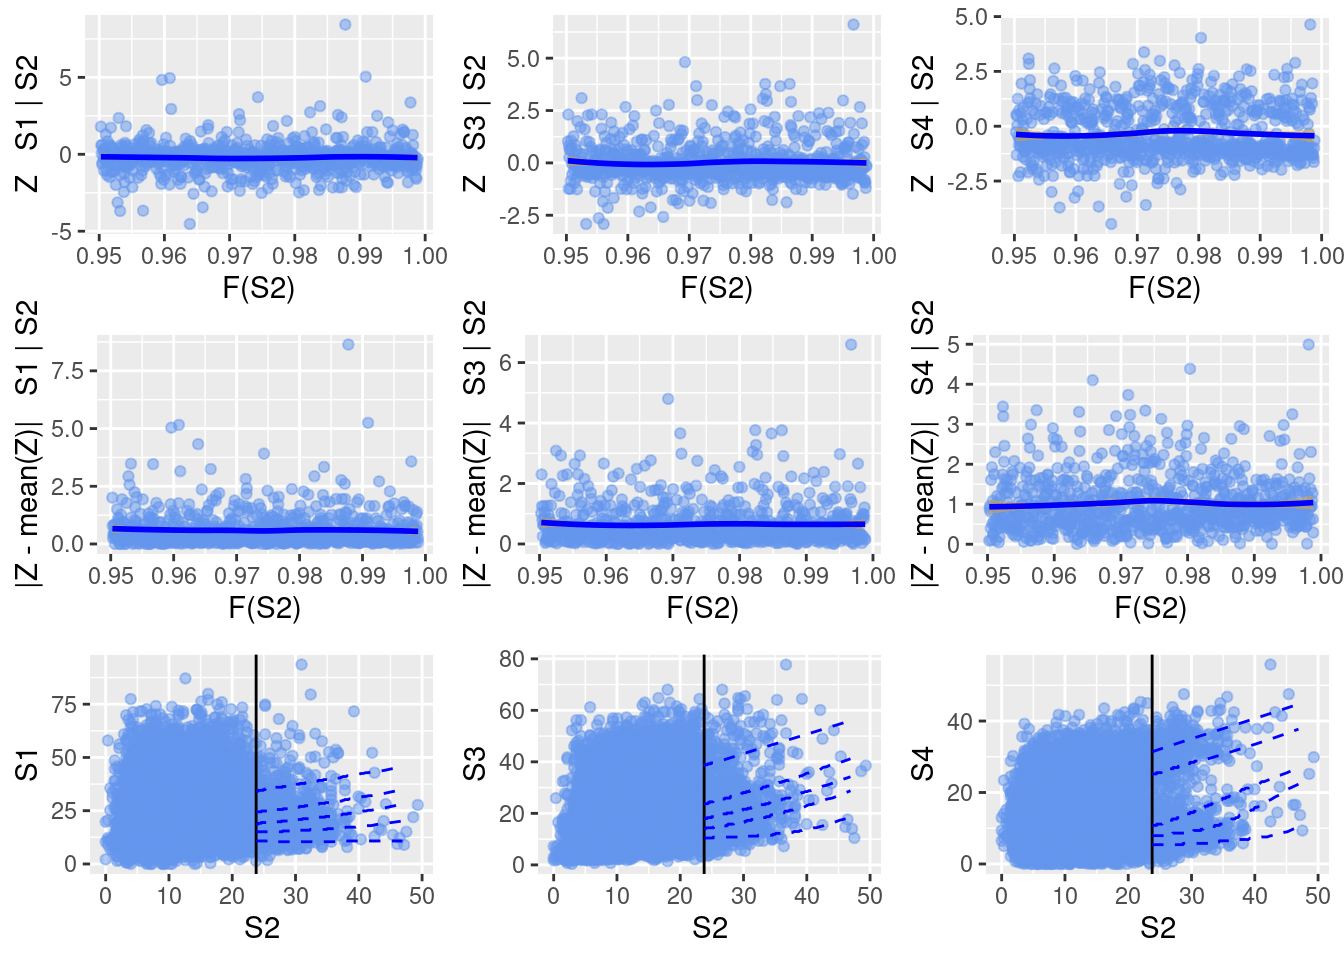 Z   S1 | S2
5
0
-5
0.95 0.96 0.97 0.98 0.99 1.00
F(S2)
Z   S3 | S2
5.0
2.5
0.0
-2.5
0.95 0.96 0.97 0.98 0.99 1.00
F(S2)
Z   S4 | S2
5.0
2.5
0.0
-2.5
0.95 0.96 0.97 0.98 0.99 1.00
F(S2)
|Z - mean(Z)|   S1 | S2
7.5
5.0
2.5
0.0
0.95 0.96 0.97 0.98 0.99 1.00
F(S2)
|Z - mean(Z)|   S3 | S2
6
4
2
0
0.95 0.96 0.97 0.98 0.99 1.00
F(S2)
|Z - mean(Z)|   S4 | S2
5
4
3
2
1
0
0.95 0.96 0.97 0.98 0.99 1.00
F(S2)
S1
75
50
25
0
0 10 20 30 40 50
S2
S3
80
60
40
20
0
0 10 20 30 40 50
S2
S4
40
20
0
0 10 20 30 40 50
S2